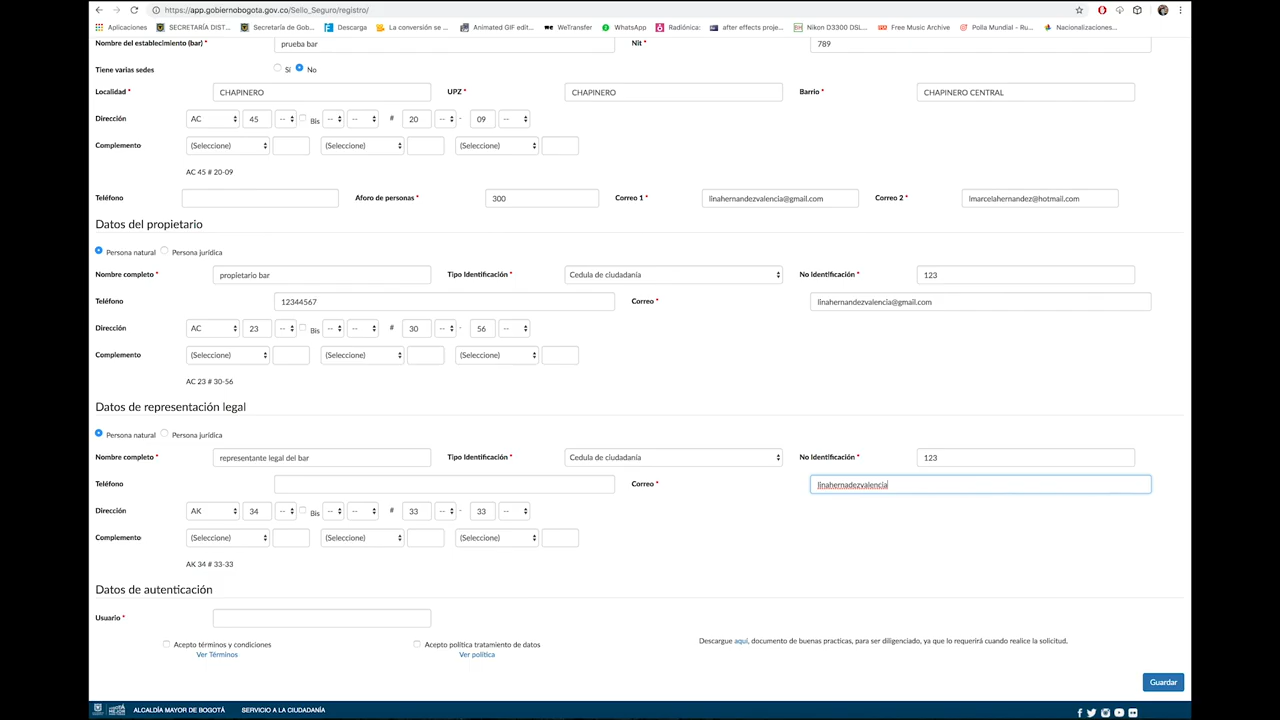 https://app.gobiernobogota.gov.co/Sello_Seguro/registro/
Aplicaciones SECRETARÍA DIST... Secretaría de Go... Descarga La conversión se ... Animated GIF edit... WeTransfer WhatsApp Radiónica: after effects proje... Nikon D3300 DSL... Free Music Archive Polla Mundial - Ru... Nacionalizaciones...
Nombre del establecimiento (bar) * prueba bar Nit * 789
Tiene varias sedes Sí No
Localidad * CHAPINERO UPZ * CHAPINERO Barrio * CHAPINERO CENTRAL
Dirección AC 45 -- Bis -- -- # 20 -- - 09 --
Complemento (Seleccione) (Seleccione) (Seleccione)
AC 45 # 20-09
Teléfono Aforo de personas * 300 Correo 1 * linahernandezvalencia@gmail.com Correo 2 * lmarcelahernandez@hotmail.com
Datos del propietario
Persona natural Persona jurídica
Nombre completo * propietario bar Tipo Identificación * Cedula de ciudadanía No Identificación * 123
Teléfono 12344567 Correo * linahernandezvalencia@gmail.com
Dirección AC 23 -- Bis -- -- # 30 -- - 56 --
Complemento (Seleccione) (Seleccione) (Seleccione)
AC 23 # 30-56
Datos de representación legal
Persona natural Persona jurídica
Nombre completo * representante legal del bar Tipo Identificación * Cedula de ciudadanía No Identificación * 123
Teléfono Correo * linahernadezvalencia
Dirección AK 34 -- Bis -- -- # 33 -- - 33 --
Complemento (Seleccione) (Seleccione) (Seleccione)
AK 34 # 33-33
Datos de autenticación
Usuario *
Acepto términos y condiciones Acepto política tratamiento de datos Descargue aquí, documento de buenas practicas, para ser diligenciado, ya que lo requerirá cuando realice la solicitud.
Ver Términos Ver política
Guardar
ALCALDÍA MAYOR DE BOGOTÁ SERVICIO A LA CIUDADANÍA